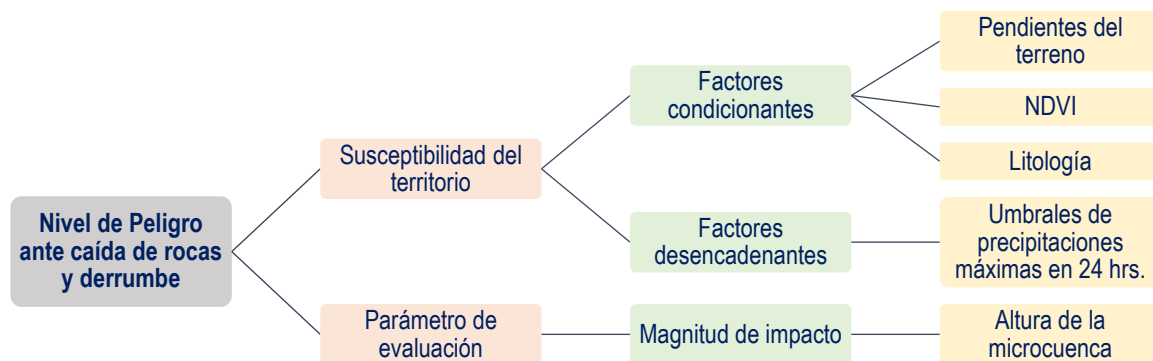 Nivel de Peligro
ante caída de rocas
y derrumbe
Susceptibilidad del
territorio
Factores
condicionantes
Pendientes del
terreno
NDVI
Litología
Factores
desencadenantes
Umbrales de
precipitaciones
máximas en 24 hrs.
Parámetro de
evaluación
Magnitud de impacto
Altura de la
microcuenca